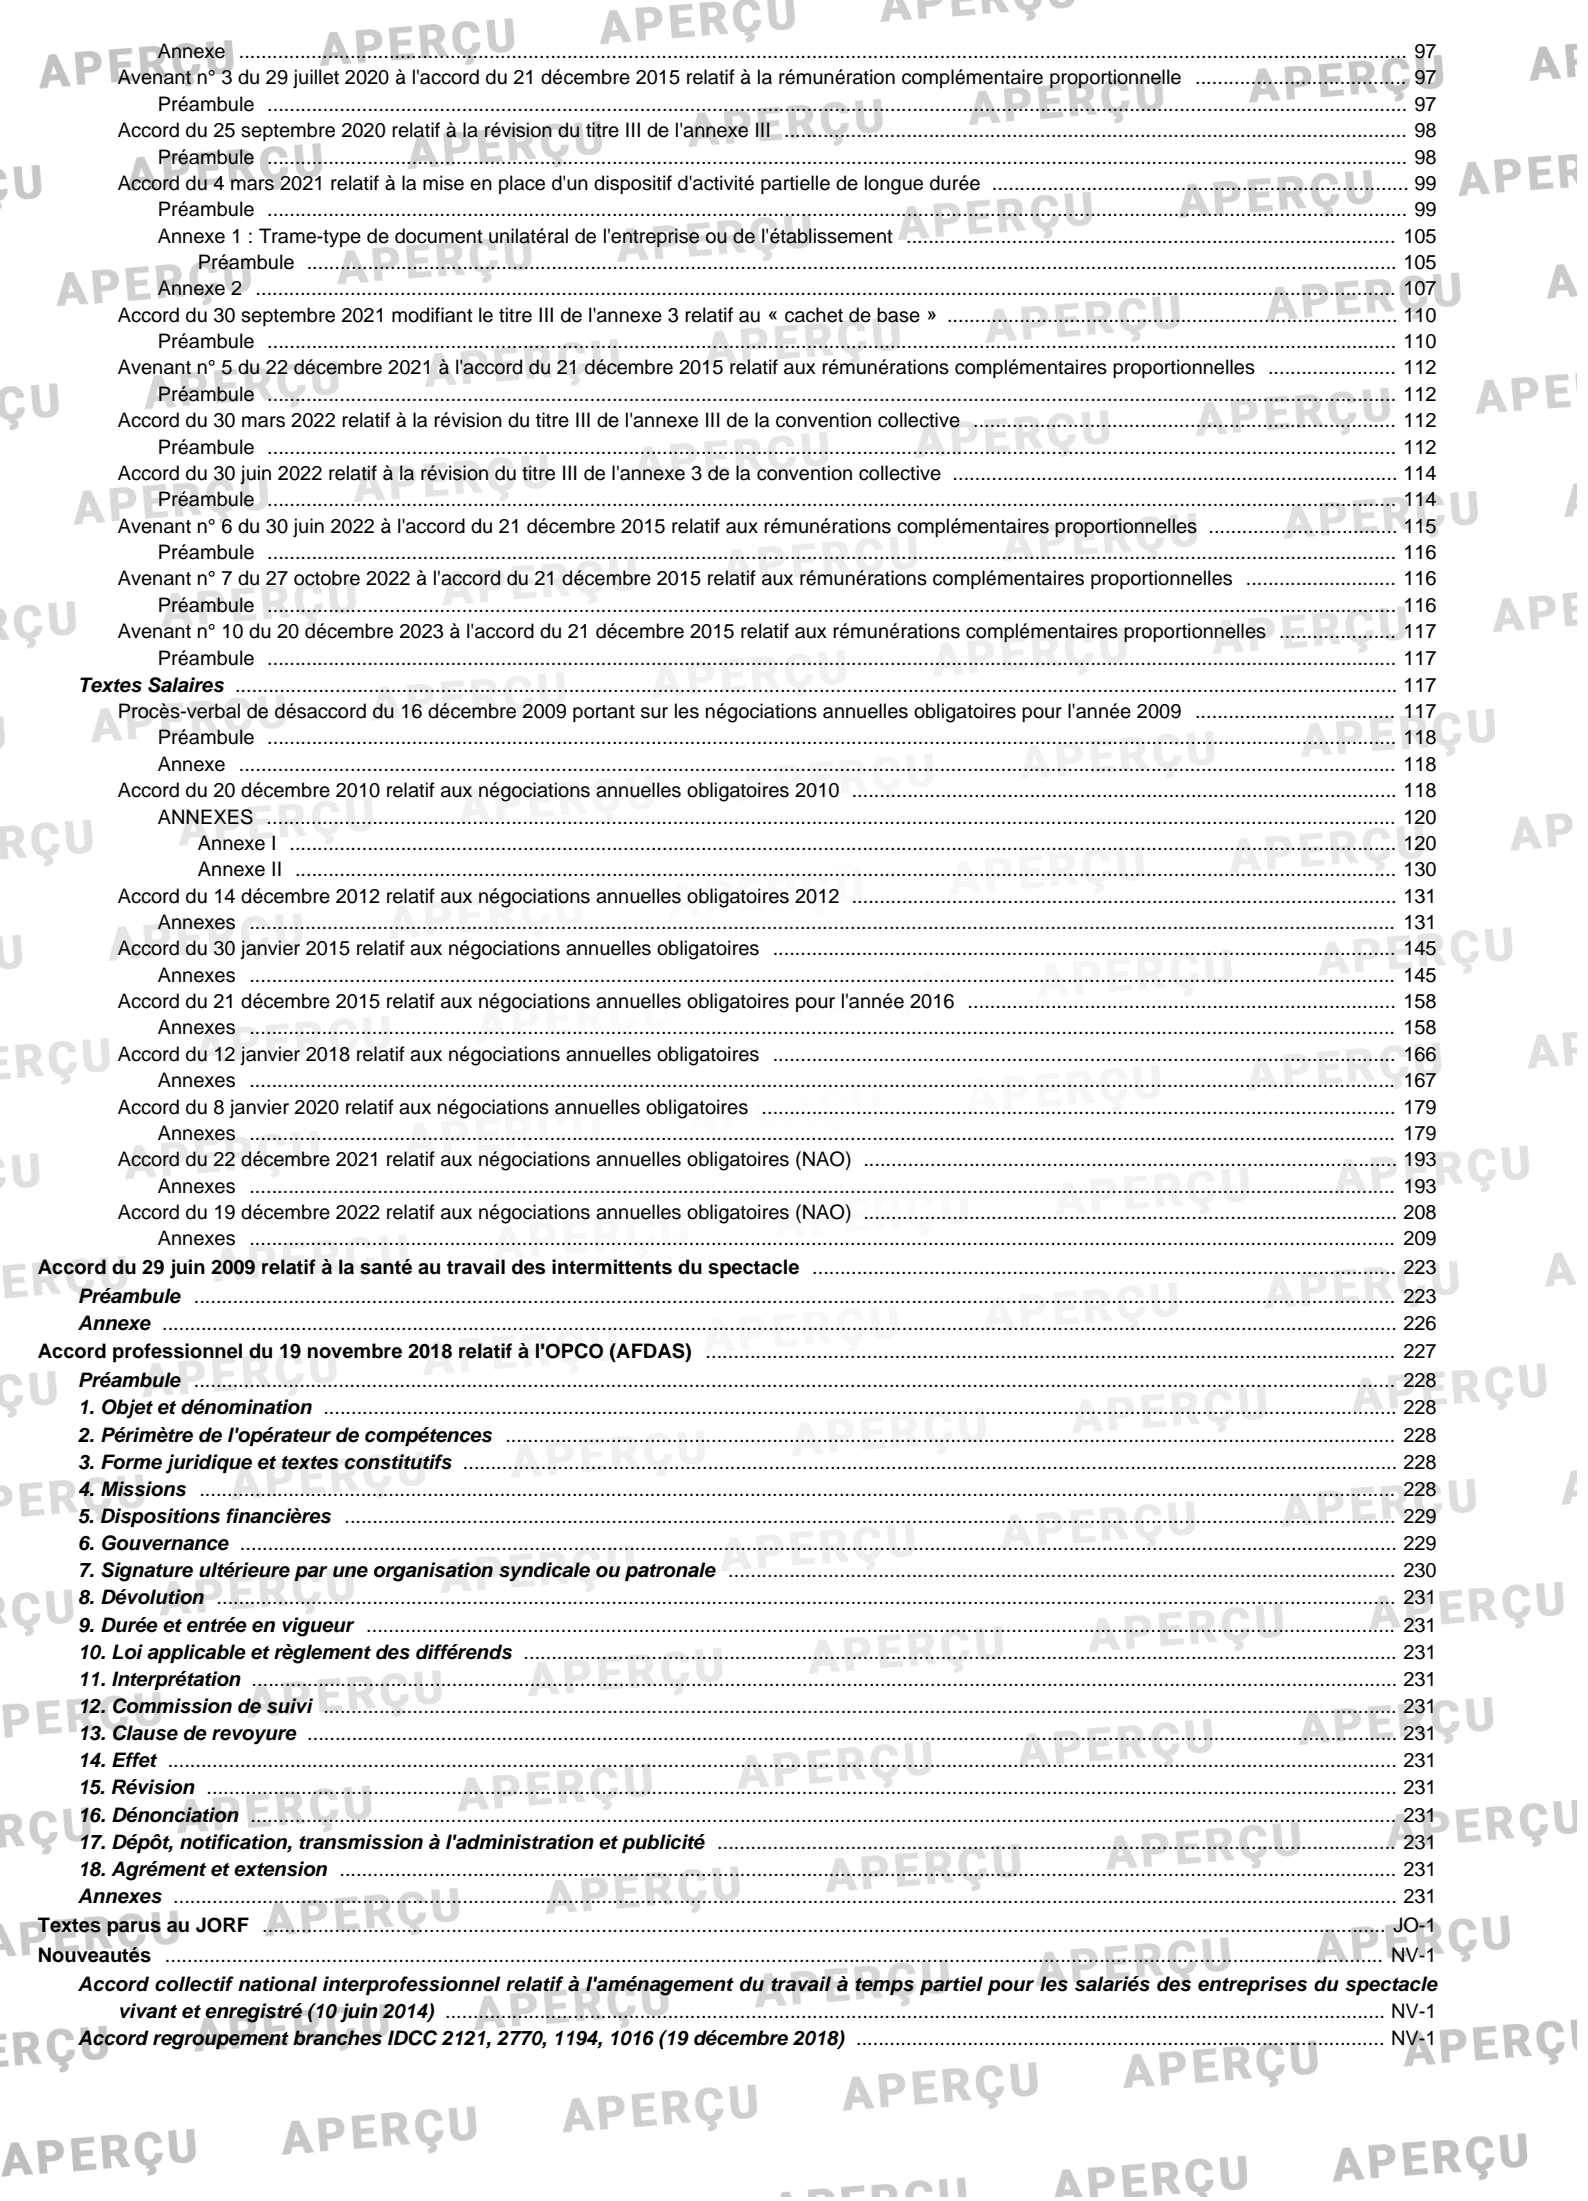 Annexe ... 97
Avenant n° 3 du 29 juillet 2020 à l'accord du 21 décembre 2015 relatif à la rémunération complémentaire proportionnelle ... 97
Préambule ... 97
Accord du 25 septembre 2020 relatif à la révision du titre III de l'annexe III ... 98
Préambule ... 98
Accord du 4 mars 2021 relatif à la mise en place d'un dispositif d'activité partielle de longue durée ... 99
Préambule ... 99
Annexe 1 : Trame-type de document unilatéral de l'entreprise ou de l'établissement ... 105
Préambule ... 105
Annexe 2 ... 107
Accord du 30 septembre 2021 modifiant le titre III de l'annexe 3 relatif au « cachet de base » ... 110
Préambule ... 110
Avenant n° 5 du 22 décembre 2021 à l'accord du 21 décembre 2015 relatif aux rémunérations complémentaires proportionnelles ... 112
Préambule ... 112
Accord du 30 mars 2022 relatif à la révision du titre III de l'annexe III de la convention collective ... 112
Préambule ... 112
Accord du 30 juin 2022 relatif à la révision du titre III de l'annexe 3 de la convention collective ... 114
Préambule ... 114
Avenant n° 6 du 30 juin 2022 à l'accord du 21 décembre 2015 relatif aux rémunérations complémentaires proportionnelles ... 115
Préambule ... 116
Avenant n° 7 du 27 octobre 2022 à l'accord du 21 décembre 2015 relatif aux rémunérations complémentaires proportionnelles ... 116
Préambule ... 116
Avenant n° 10 du 20 décembre 2023 à l'accord du 21 décembre 2015 relatif aux rémunérations complémentaires proportionnelles ... 117
Préambule ... 117
Textes Salaires ... 117
Procès-verbal de désaccord du 16 décembre 2009 portant sur les négociations annuelles obligatoires pour l'année 2009 ... 117
Préambule ... 118
Annexe ... 118
Accord du 20 décembre 2010 relatif aux négociations annuelles obligatoires 2010 ... 118
ANNEXES ... 120
Annexe I ... 120
Annexe II ... 130
Accord du 14 décembre 2012 relatif aux négociations annuelles obligatoires 2012 ... 131
Annexes ... 131
Accord du 30 janvier 2015 relatif aux négociations annuelles obligatoires ... 145
Annexes ... 145
Accord du 21 décembre 2015 relatif aux négociations annuelles obligatoires pour l'année 2016 ... 158
Annexes ... 158
Accord du 12 janvier 2018 relatif aux négociations annuelles obligatoires ... 166
Annexes ... 167
Accord du 8 janvier 2020 relatif aux négociations annuelles obligatoires ... 179
Annexes ... 179
Accord du 22 décembre 2021 relatif aux négociations annuelles obligatoires (NAO) ... 193
Annexes ... 193
Accord du 19 décembre 2022 relatif aux négociations annuelles obligatoires (NAO) ... 208
Annexes ... 209
Accord du 29 juin 2009 relatif à la santé au travail des intermittents du spectacle ... 223
Préambule ... 223
Annexe ... 226
Accord professionnel du 19 novembre 2018 relatif à l'OPCO (AFDAS) ... 227
Préambule ... 228
1. Objet et dénomination ... 228
2. Périmètre de l'opérateur de compétences ... 228
3. Forme juridique et textes constitutifs ... 228
4. Missions ... 228
5. Dispositions financières ... 229
6. Gouvernance ... 229
7. Signature ultérieure par une organisation syndicale ou patronale ... 230
8. Dévolution ... 231
9. Durée et entrée en vigueur ... 231
10. Loi applicable et règlement des différends ... 231
11. Interprétation ... 231
12. Commission de suivi ... 231
13. Clause de revoyure ... 231
14. Effet ... 231
15. Révision ... 231
16. Dénonciation ... 231
17. Dépôt, notification, transmission à l'administration et publicité ... 231
18. Agrément et extension ... 231
Annexes ... 231
Textes parus au JORF ... JO-1
Nouveautés ... NV-1
Accord collectif national interprofessionnel relatif à l'aménagement du travail à temps partiel pour les salariés des entreprises du spectacle
vivant et enregistré (10 juin 2014) ... NV-1
Accord regroupement branches IDCC 2121, 2770, 1194, 1016 (19 décembre 2018) ... NV-1
APERÇU